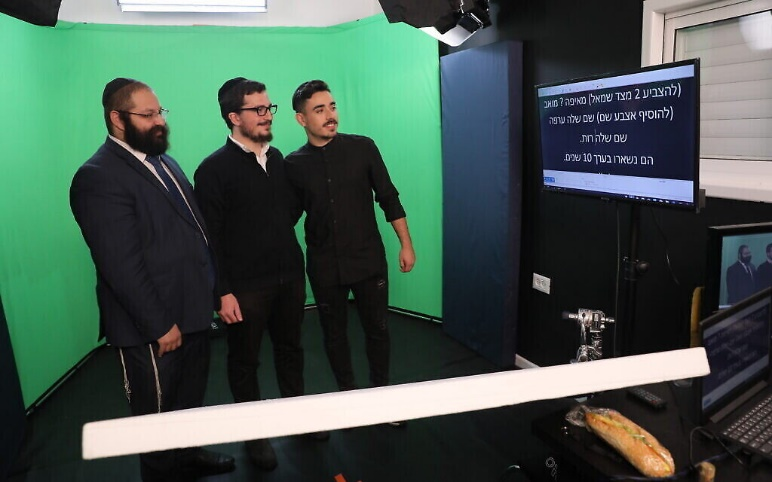 (להצביע 2 מצד שמאל) מאיפה ? מואב
(להוסיף אצבע שם) שם שלה ערפה
שם שלה רות.
הם נשארו בערך 10 שנים.